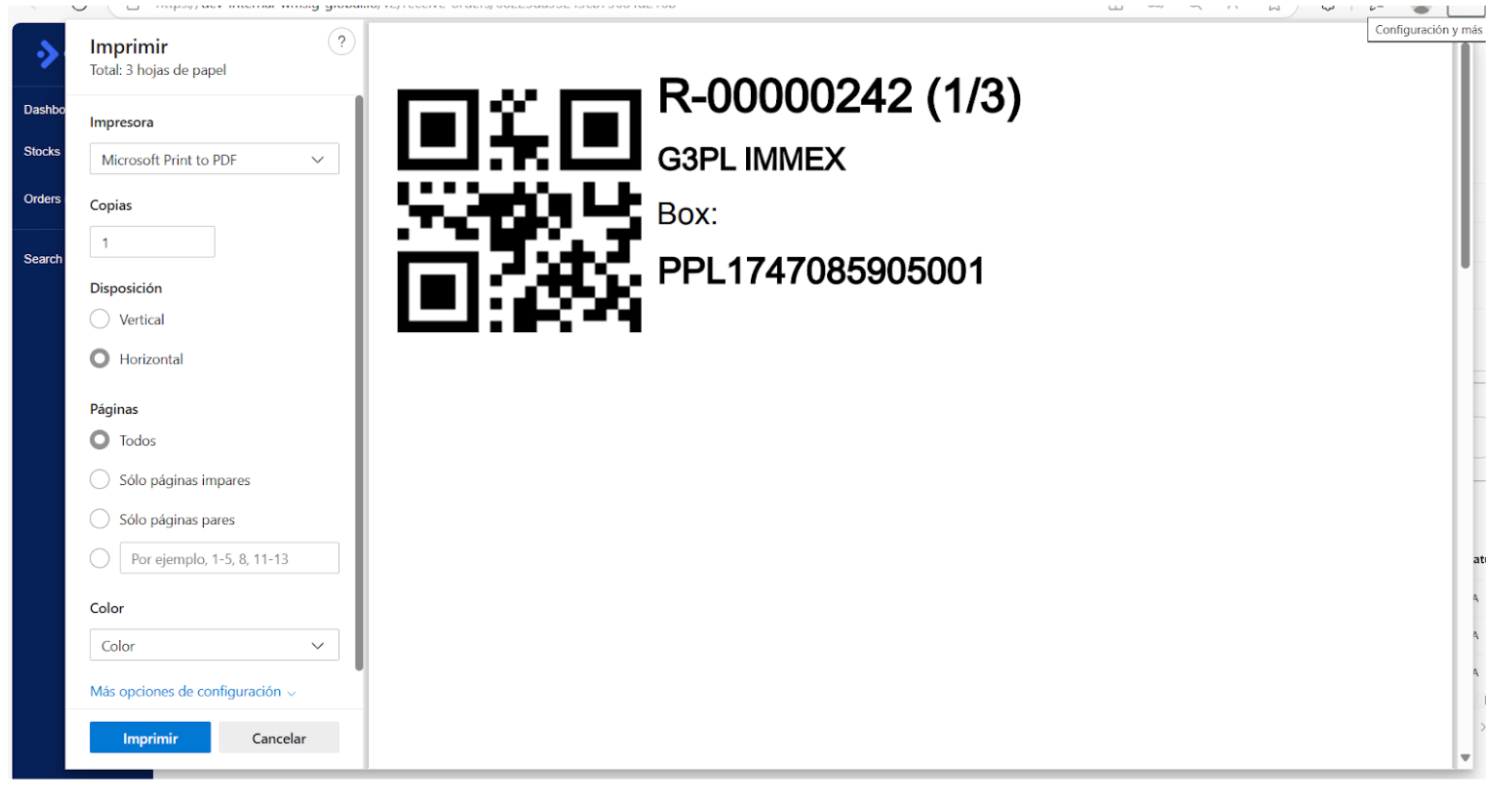 Configuración y más
Imprimir
Total: 3 hojas de papel
?
Impresora
Microsoft Print to PDF
Copias
1
Disposición
Vertical
Horizontal
Páginas
Todos
Sólo páginas impares
Sólo páginas pares
Por ejemplo, 1-5, 8, 11-13
Color
Color
Más opciones de configuración
Imprimir
Cancelar
Dashbo
Stocks
Orders
Search
R-00000242 (1/3)
G3PL IMMEX
Box:
PPL1747085905001